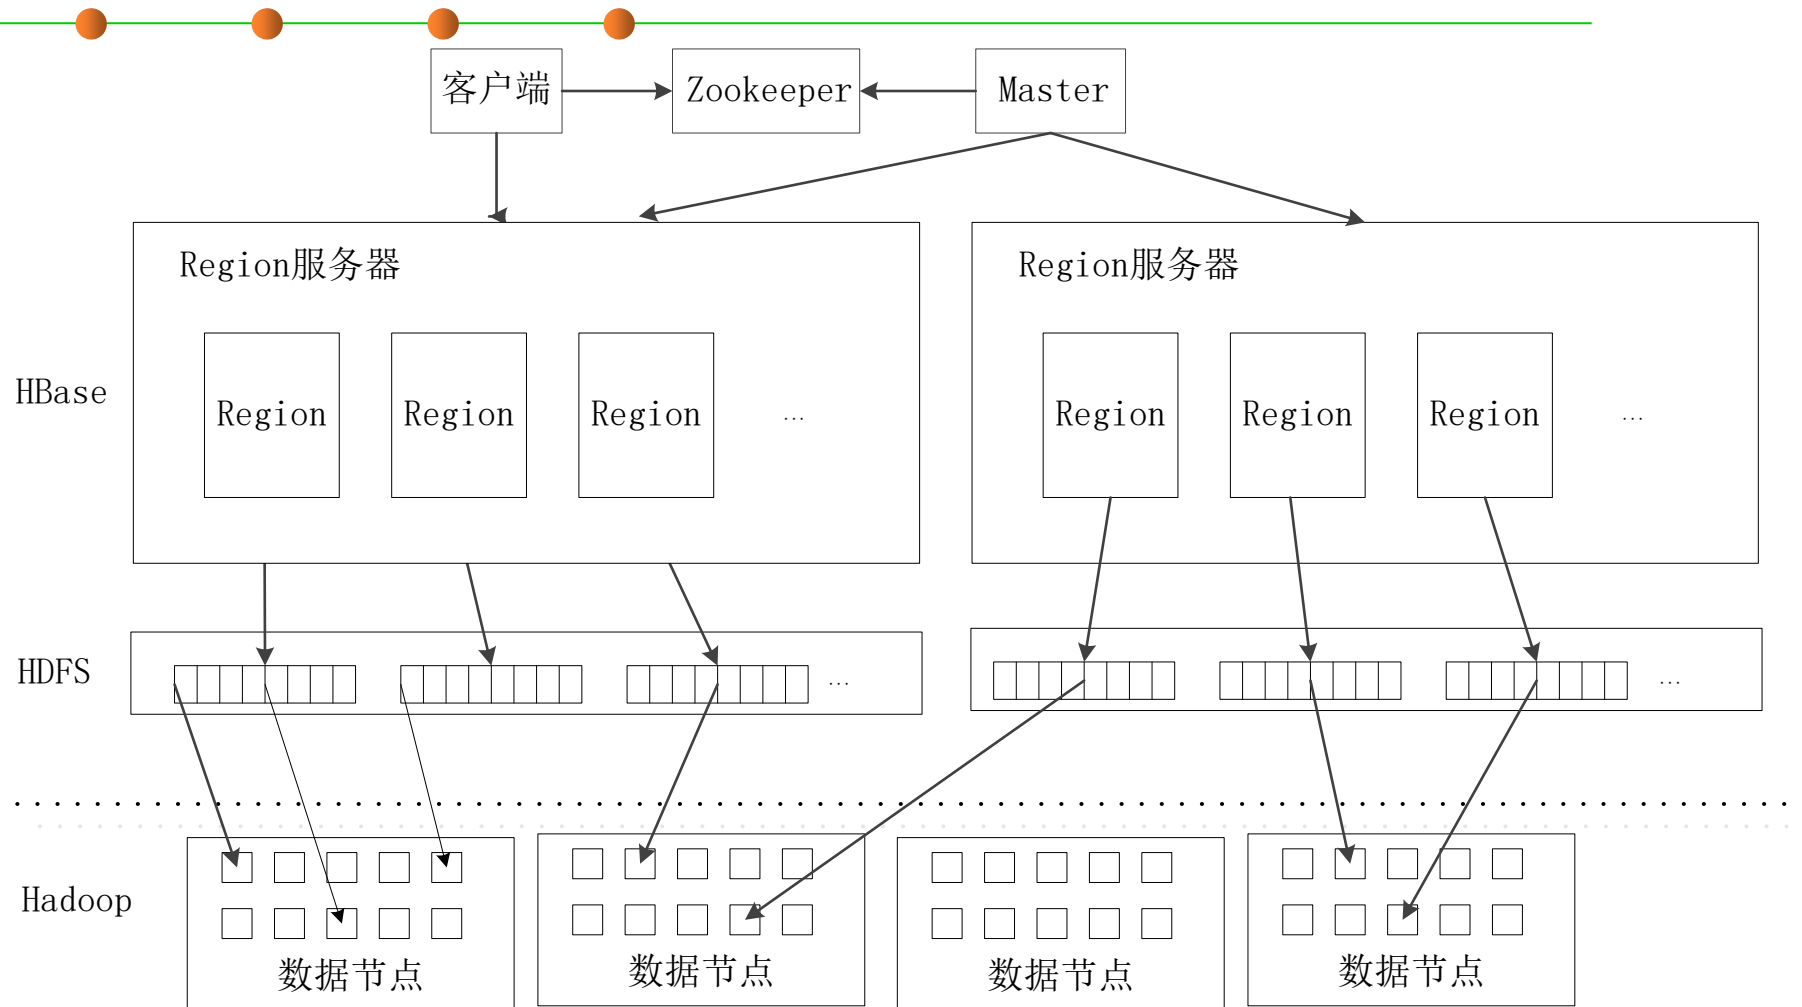 客户端 Zookeeper Master
Region服务器 Region服务器
HBase Region Region Region ... Region Region Region ...
HDFS ... ...
Hadoop
数据节点 数据节点 数据节点 数据节点